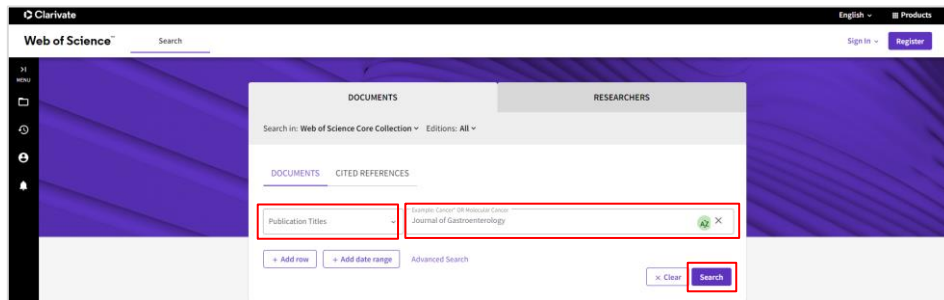 Clarivate
English
Products
Web of Science™
Search
Sign In
Register
MENU
DOCUMENTS
RESEARCHERS
Search in: Web of Science Core Collection Editions: All
DOCUMENTS
CITED REFERENCES
Publication Titles
Example: Cancer* OR Molecular Cancer
Journal of Gastroenterology
AZ
+ Add row
+ Add date range
Advanced Search
× Clear
Search